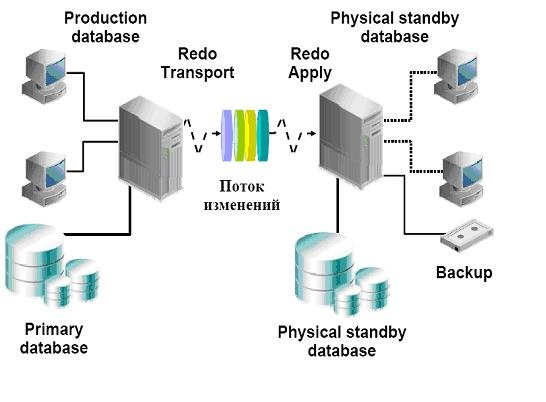 Production
database
Redo
Transport
Redo
Apply
Physical standby
database
Поток
изменений
Backup
Primary
database
Physical standby
database